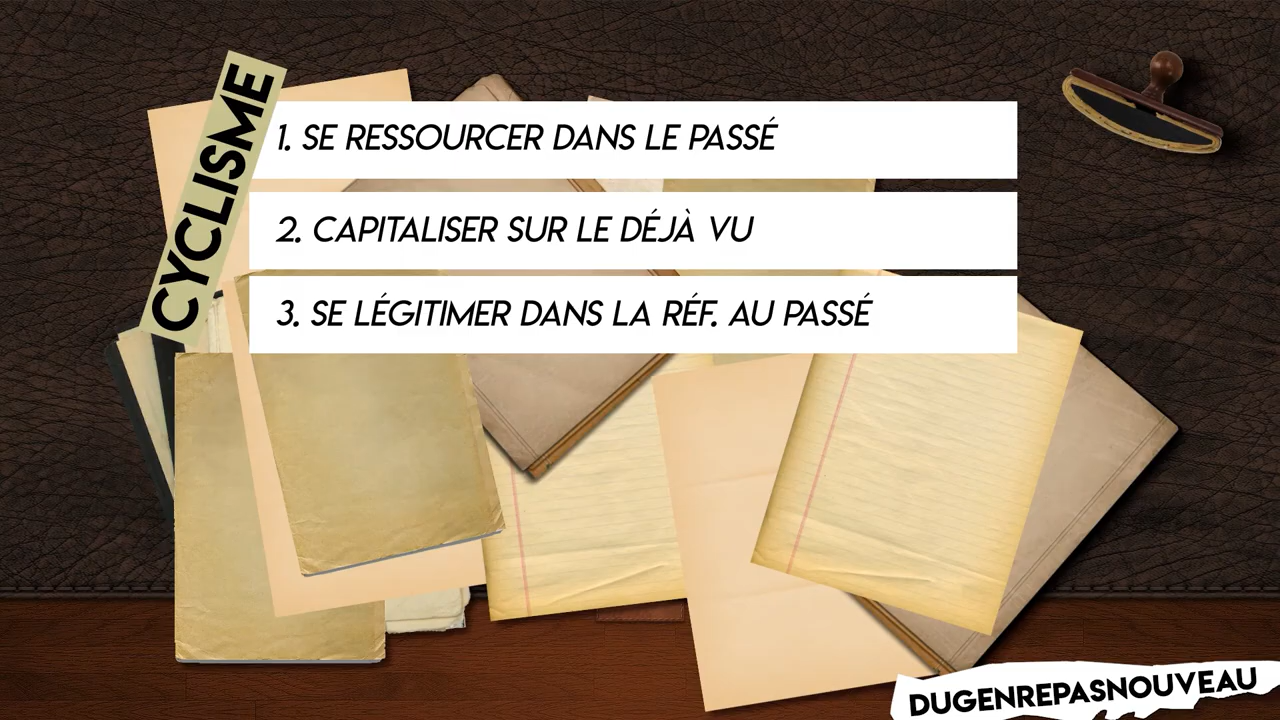 CYCLISME
1. SE RESSOURCER DANS LE PASSÉ
2. CAPITALISER SUR LE DÉJÀ VU
3. SE LÉGITIMER DANS LA RÉF. AU PASSÉ
DUGENREPASNOUVEAU